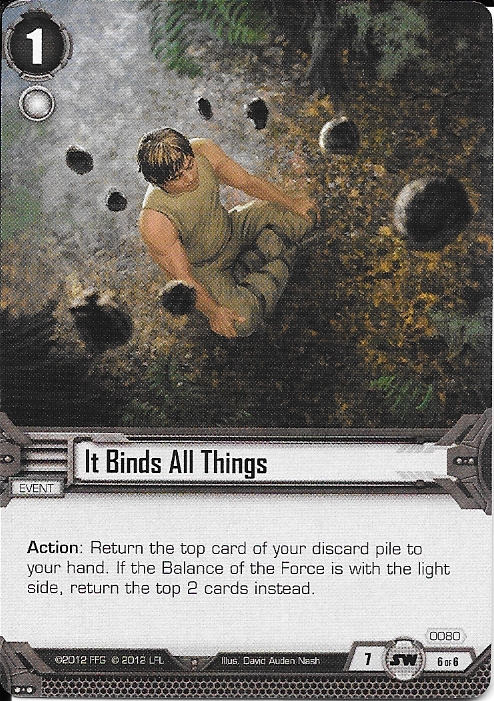 1
It Binds All Things
EVENT
Action: Return the top card of your discard pile to
your hand. If the Balance of the Force is with the light
side, return the top 2 cards instead.
0080
©2012 FFG © 2012 LFL
Illus. David Auden Nash
7
SW
6 OF 6